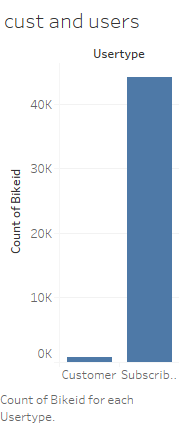 cust and users
Usertype
Count of Bikeid
40K
30K
20K
10K
0K
Customer Subscrib..
Count of Bikeid for each
Usertype.